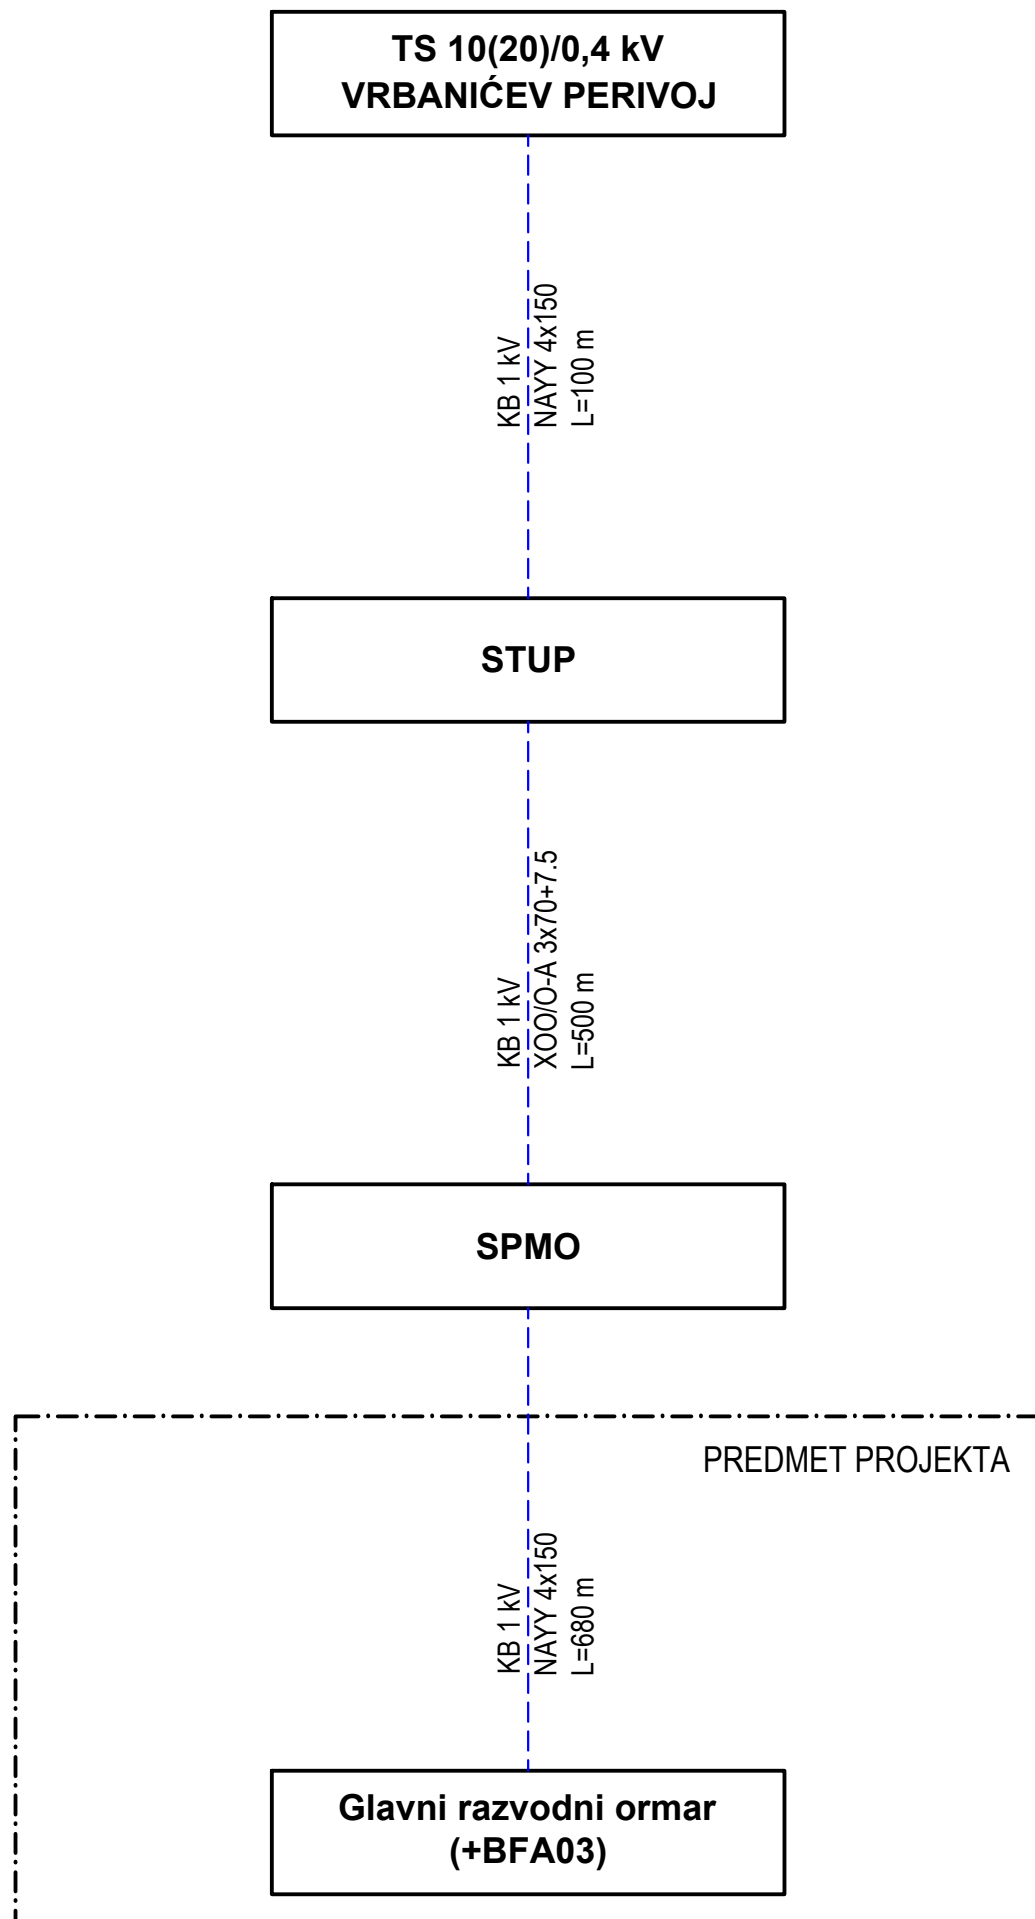 TS 10(20)/0,4 kV
VRBANIĆEV PERIVOJ
KB 1 kV
NAYY 4x150
L=100 m
STUP
KB 1 kV
XOO/O-A 3x70+7.5
L=500 m
SPMO
PREDMET PROJEKTA
KB 1 kV
NAYY 4x150
L=680 m
Glavni razvodni ormar
(+BFA03)